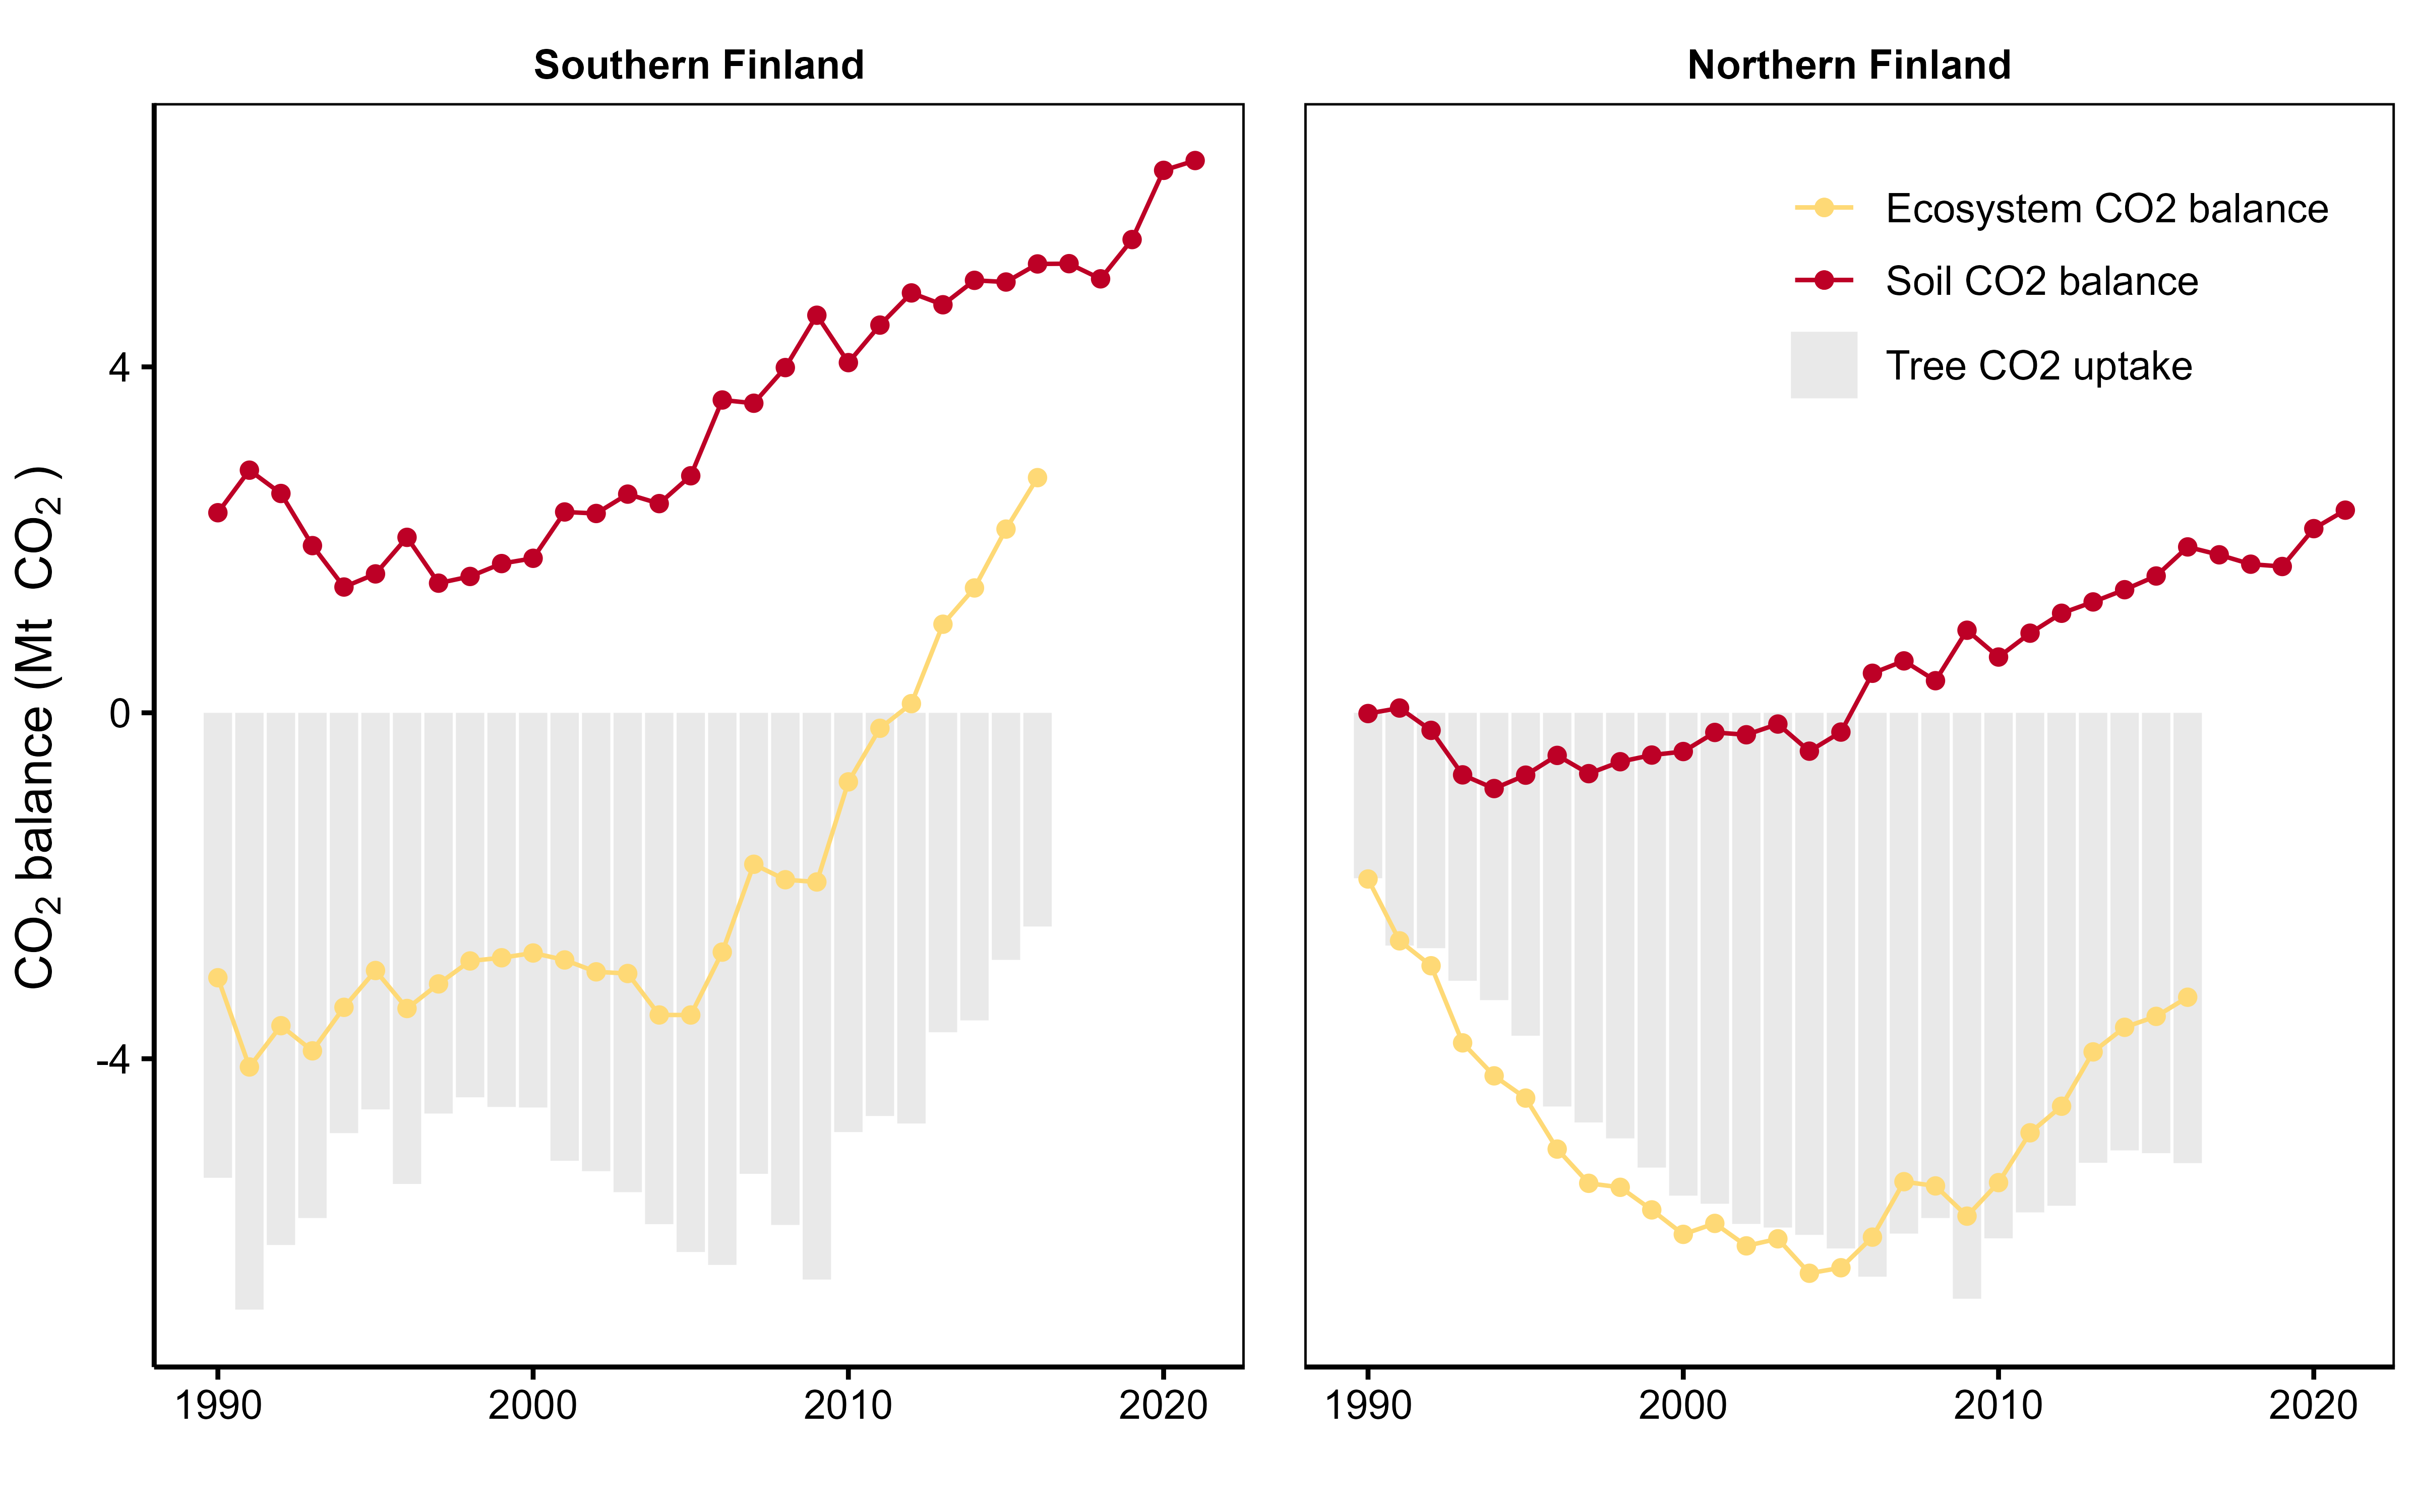 Southern Finland
Northern Finland
Ecosystem CO2 balance
Soil CO2 balance
Tree CO2 uptake
CO₂ balance (Mt CO₂ )
4
0
-4
1990 2000 2010 2020
1990 2000 2010 2020